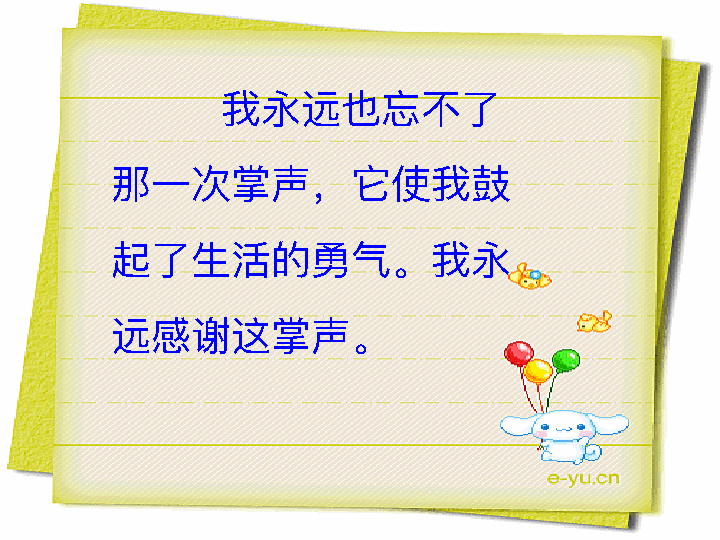 我永远也忘不了
那一次掌声，它使我鼓
起了生活的勇气。我永
远感谢这掌声。
e-yu.cn